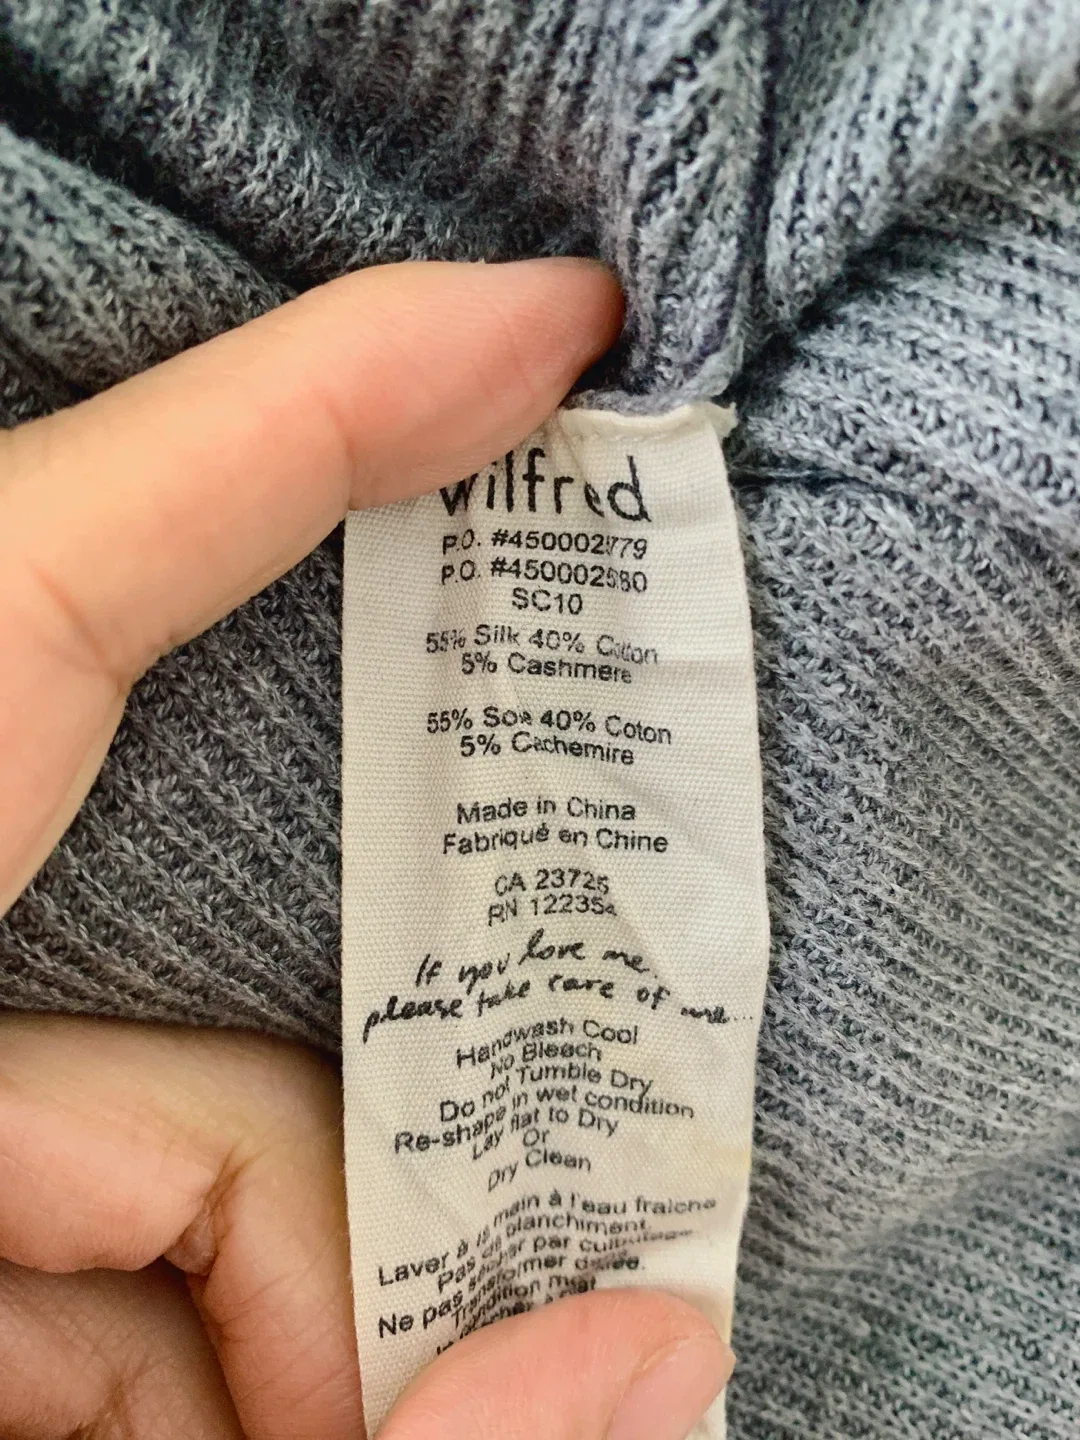 wilfred
P.O. #4500025779
P.O. #4500025580
SC10
55% Silk 40% Cotton
5% Cashmere
55% Soie 40% Coton
5% Cachemire
Made in China
Fabriqué en Chine
CA 23725
RN 122354
If you love me,
please take care of me...
Handwash Cool
No Bleach
Do not Tumble Dry
Re-shape in wet condition
Lay flat to Dry
Or
Dry Clean
Laver à la main à l'eau fraîche
Pas de blanchiment
Ne pas sécher par culbutage